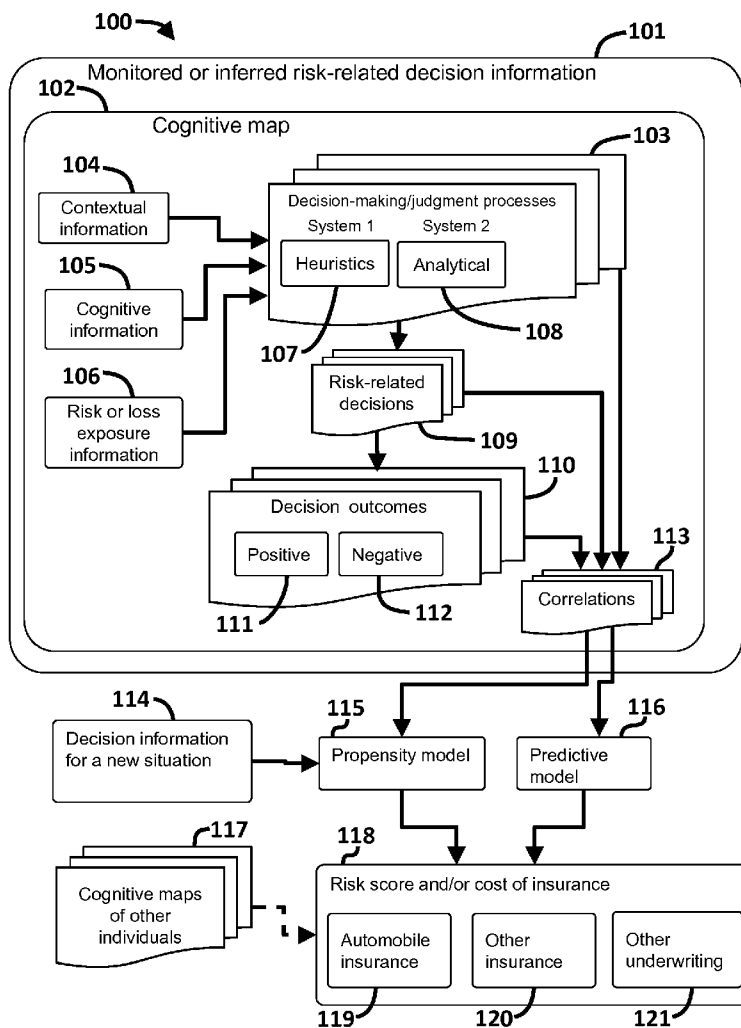 100
101
Monitored or inferred risk-related decision information
102
Cognitive map
103
104
Contextual
information
Decision-making/judgment processes
System 1
System 2
Heuristics
Analytical
105
Cognitive
information
107
108
106
Risk or loss
exposure
information
Risk-related
decisions
109
110
Decision outcomes
Positive
Negative
111
112
113
Correlations
114
Decision information
for a new situation
115
Propensity model
116
Predictive
model
117
Cognitive maps
of other
individuals
118
Risk score and/or cost of insurance
Automobile
insurance
Other
insurance
Other
underwriting
119
120
121